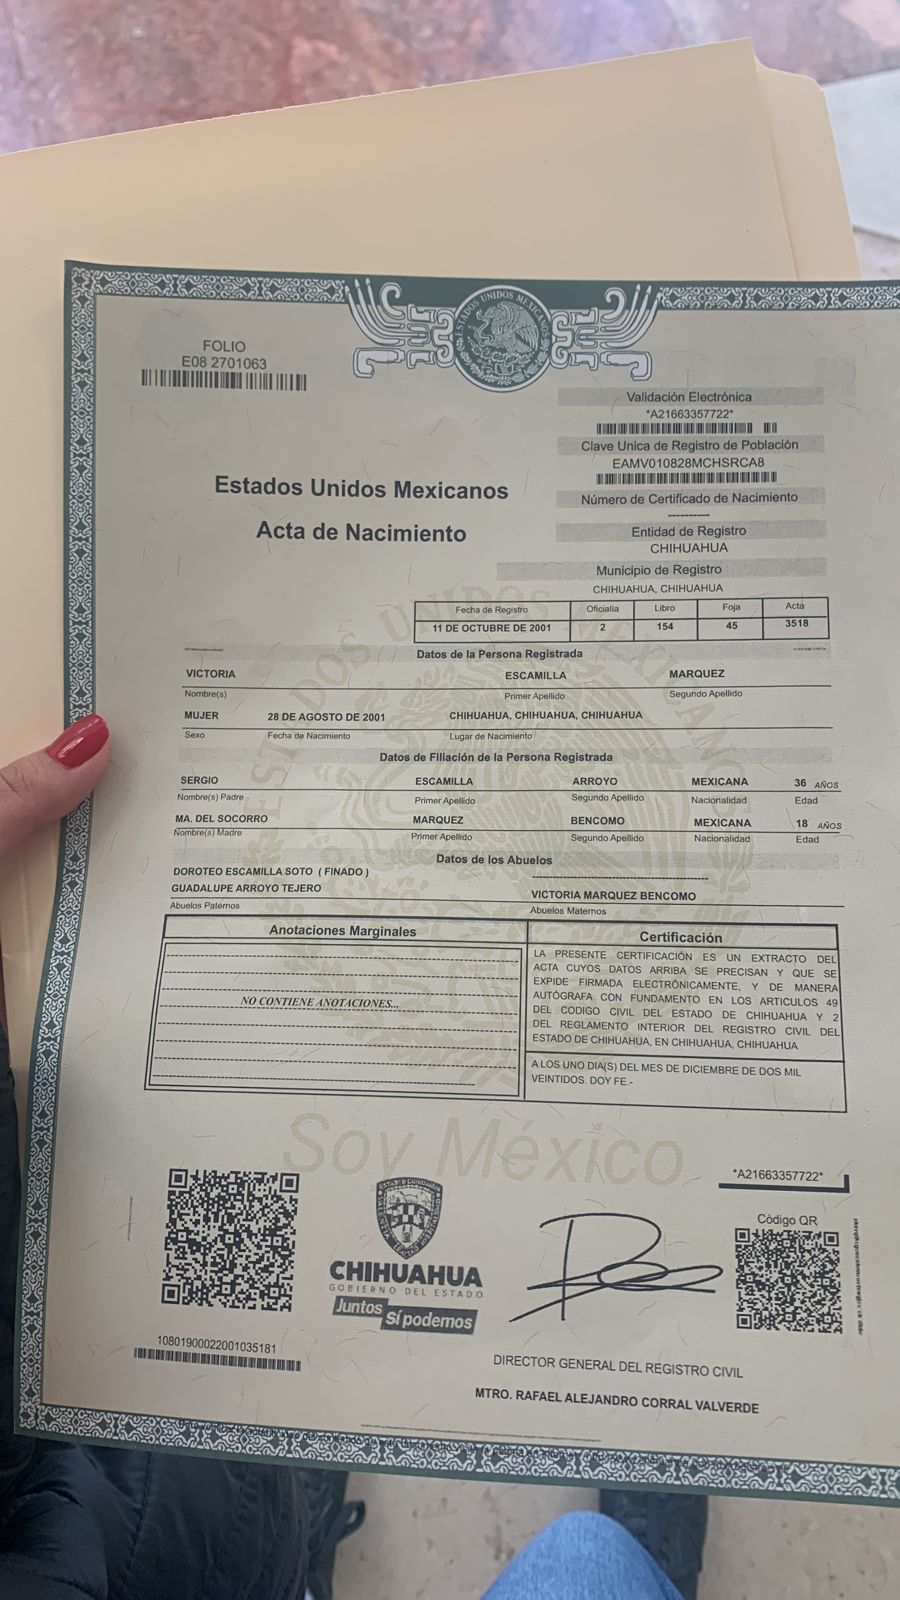 ESTADOS UNIDOS MEXICANOS
FOLIO
E08 2701063
Validación Electrónica
*A21663357722*
Clave Unica de Registro de Población
EAMV010828MCHSRCA8
Número de Certificado de Nacimiento
----------
Entidad de Registro
CHIHUAHUA
Municipio de Registro
CHIHUAHUA, CHIHUAHUA
Estados Unidos Mexicanos
Acta de Nacimiento
Fecha de Registro Oficialia Libro Foja Acta
11 DE OCTUBRE DE 2001 2 154 45 3518
Datos de la Persona Registrada
VICTORIA ESCAMILLA MARQUEZ
Nombre(s) Primer Apellido Segundo Apellido
MUJER 28 DE AGOSTO DE 2001 CHIHUAHUA, CHIHUAHUA, CHIHUAHUA
Sexo Fecha de Nacimiento Lugar de Nacimiento
Datos de Filiación de la Persona Registrada
SERGIO ESCAMILLA ARROYO MEXICANA 36 AÑOS
Nombre(s) Padre Primer Apellido Segundo Apellido Nacionalidad Edad
MA. DEL SOCORRO MARQUEZ BENCOMO MEXICANA 18 AÑOS
Nombre(s) Madre Primer Apellido Segundo Apellido Nacionalidad Edad
Datos de los Abuelos
DOROTEO ESCAMILLA SOTO ( FINADO )
GUADALUPE ARROYO TEJERO VICTORIA MARQUEZ BENCOMO
Abuelos Paternos Abuelos Maternos
Anotaciones Marginales
NO CONTIENE ANOTACIONES...
Certificación
LA PRESENTE CERTIFICACIÓN ES UN EXTRACTO DEL
ACTA CUYOS DATOS ARRIBA SE PRECISAN Y QUE SE
EXPIDE FIRMADA ELECTRÓNICAMENTE, Y DE MANERA
AUTÓGRAFA CON FUNDAMENTO EN LOS ARTICULOS 49
DEL CODIGO CIVIL DEL ESTADO DE CHIHUAHUA Y 2
DEL REGLAMENTO INTERIOR DEL REGISTRO CIVIL DEL
ESTADO DE CHIHUAHUA, EN CHIHUAHUA, CHIHUAHUA
A LOS UNO DIA(S) DEL MES DE DICIEMBRE DE DOS MIL
VEINTIDOS. DOY FE.-
Soy México
*A21663357722*
Código QR
CHIHUAHUA
GOBIERNO DEL ESTADO
Juntos
Sí podemos
10801900022001035181
DIRECTOR GENERAL DEL REGISTRO CIVIL
MTRO. RAFAEL ALEJANDRO CORRAL VALVERDE